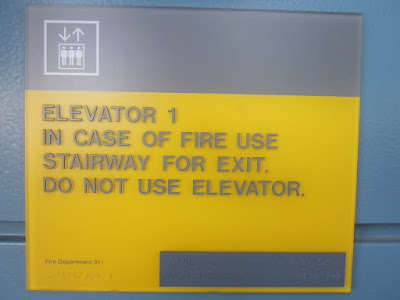 ELEVATOR 1
IN CASE OF FIRE USE
STAIRWAY FOR EXIT.
DO NOT USE ELEVATOR.
Fire Department 911